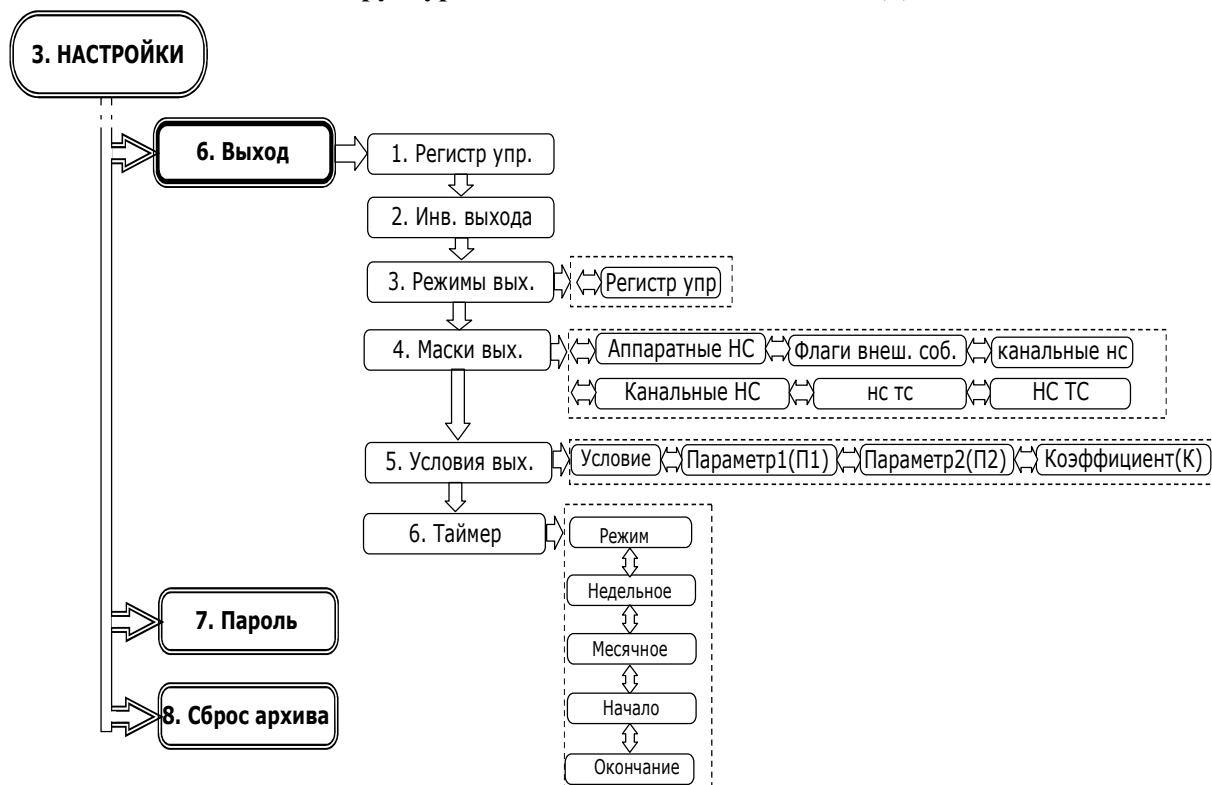 3. НАСТРОЙКИ
6. Выход
1. Регистр упр.
2. Инв. выхода
3. Режимы вых.
Регистр упр
4. Маски вых.
Аппаратные НС
Флаги внеш. соб.
канальные нс
Канальные НС
нс тс
НС ТС
5. Условия вых.
Условие
Параметр1(П1)
Параметр2(П2)
Коэффициент(К)
6. Таймер
Режим
Недельное
Месячное
Начало
Окончание
7. Пароль
8. Сброс архива